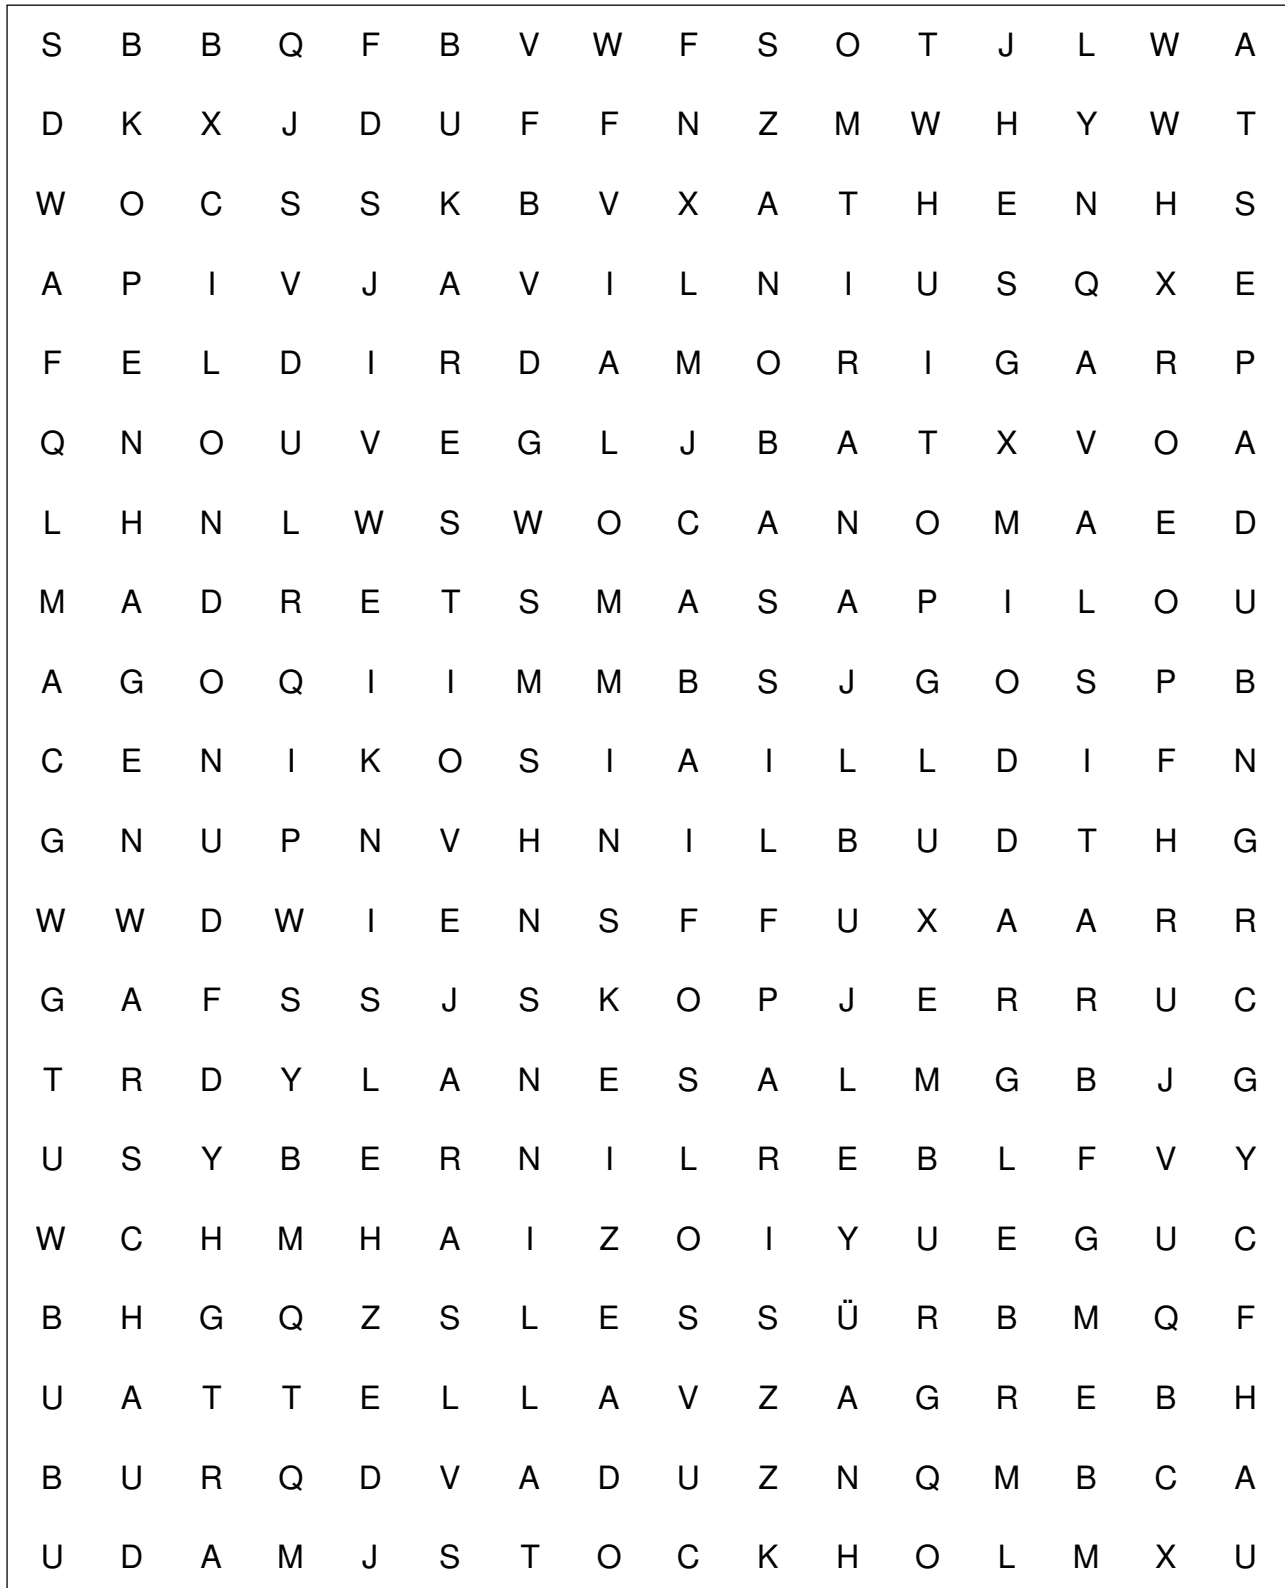 S B B Q F B V W F S O T J L W A
D K X J D U F F N Z M W H Y W T
W O C S S K B V X A T H E N H S
A P I V J A V I L N I U S Q X E
F E L D I R D A M O R I G A R P
Q N O U V E G L J B A T X V O A
L H N L W S W O C A N O M A E D
M A D R E T S M A S A P I L O U
A G O Q I I M M B S J G O S P B
C E N I K O S I A I L L D I F N
G N U P N V H N I L B U D T H G
W W D W I E N S F F U X A A R R
G A F S S J S K O P J E R R U C
T R D Y L A N E S A L M G B J G
U S Y B E R N I L R E B L F V Y
W C H M H A I Z O I Y U E G U C
B H G Q Z S L E S S Ü R B M Q F
U A T T E L L A V Z A G R E B H
B U R Q D V A D U Z N Q M B C A
U D A M J S T O C K H O L M X U